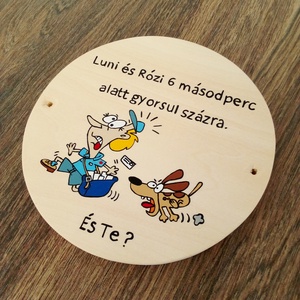 Luni és Rózi 6 másodperc
alatt gyorsul százra.
És Te?